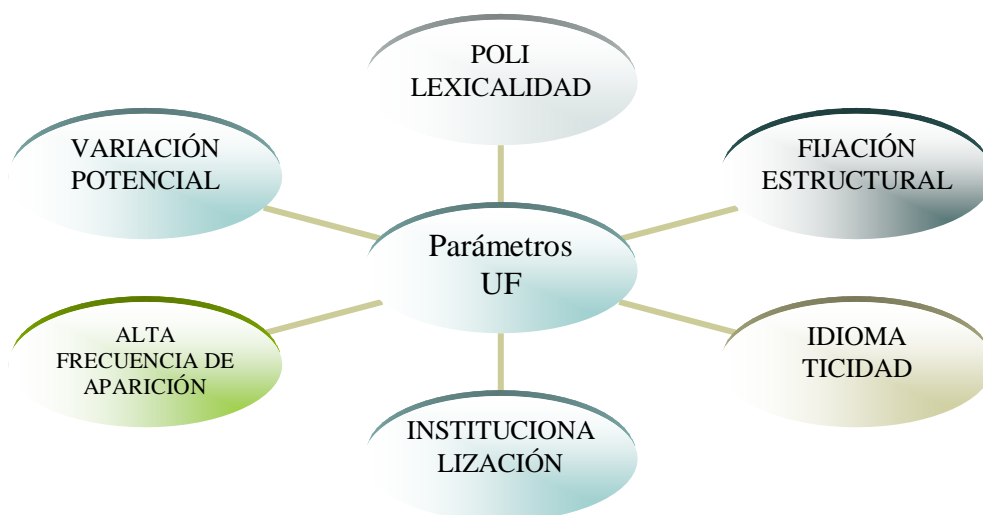 POLI
LEXICALIDAD
VARIACIÓN
POTENCIAL
FIJACIÓN
ESTRUCTURAL
Parámetros
UF
ALTA
FRECUENCIA DE
APARICIÓN
IDIOMA
TICIDAD
INSTITUCIONA
LIZACIÓN